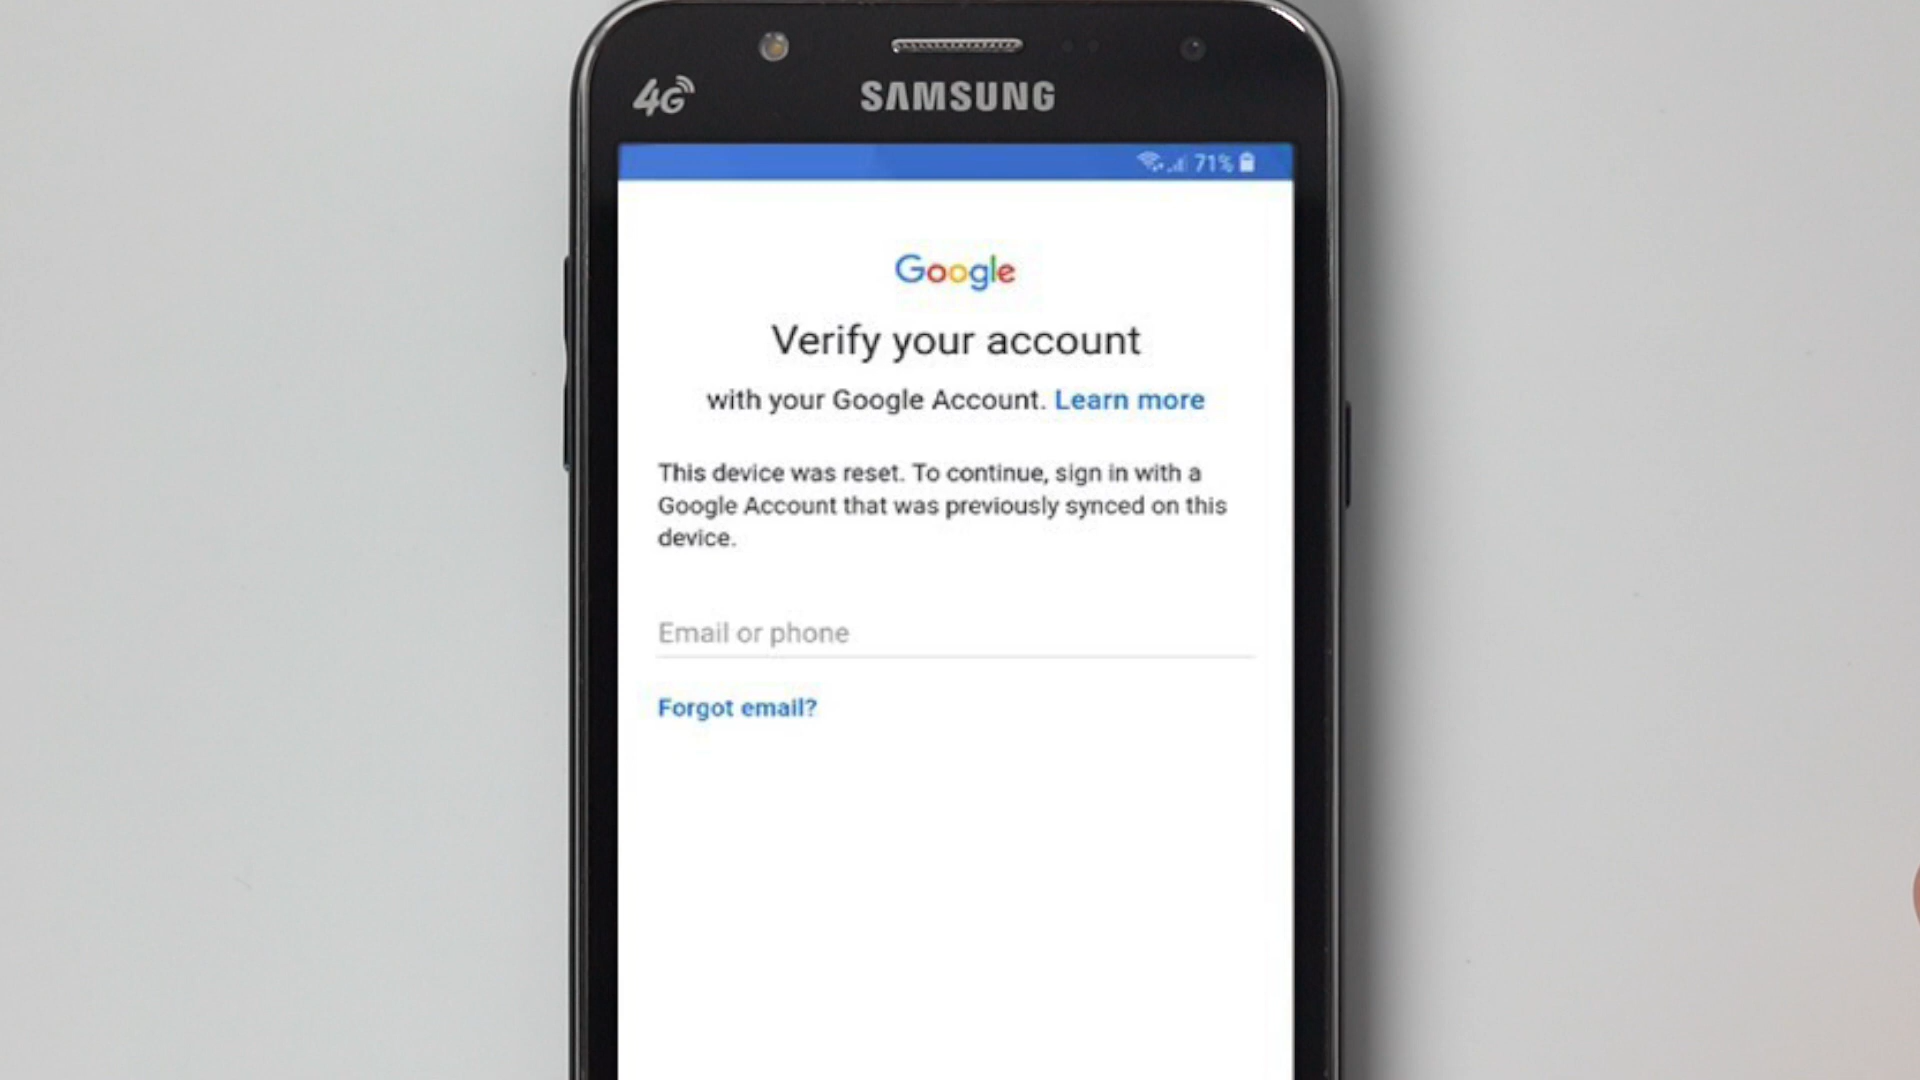 4G
SAMSUNG
71%
Google
Verify your account
with your Google Account. Learn more
This device was reset. To continue, sign in with a
Google Account that was previously synced on this
device.
Email or phone
Forgot email?